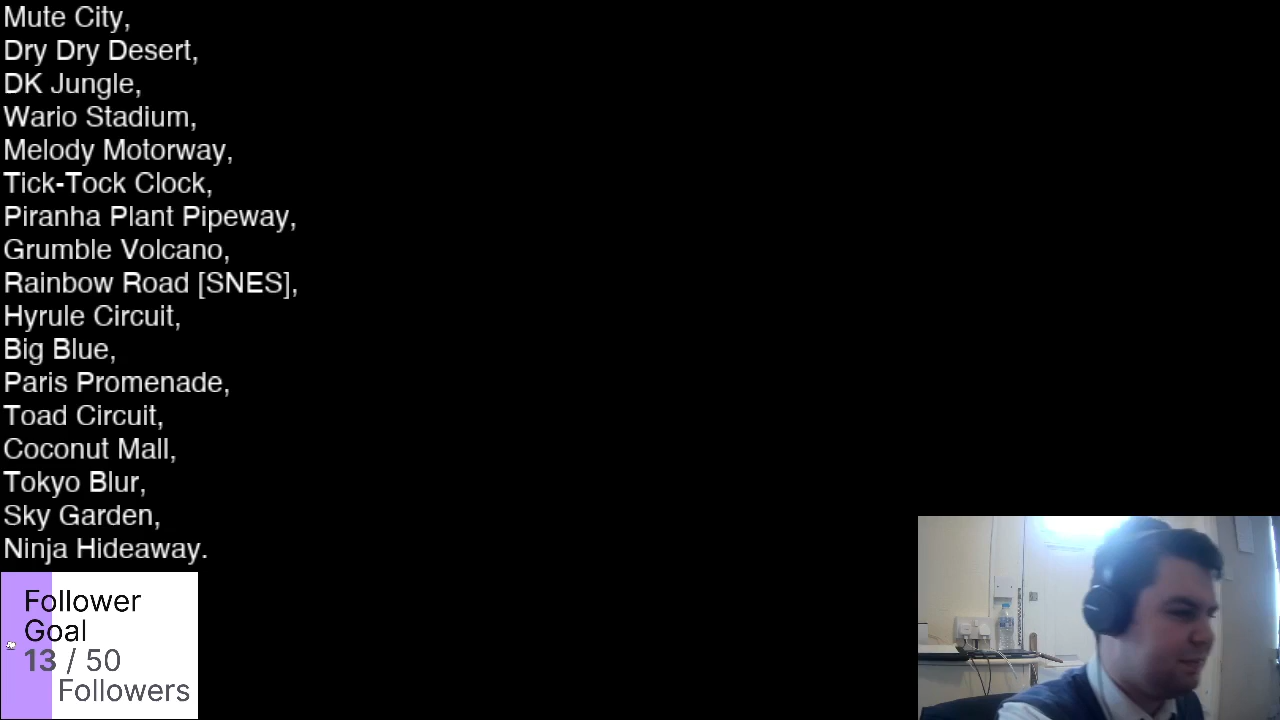 Mute City,
Dry Dry Desert,
DK Jungle,
Wario Stadium,
Melody Motorway,
Tick-Tock Clock,
Piranha Plant Pipeway,
Grumble Volcano,
Rainbow Road [SNES],
Hyrule Circuit,
Big Blue,
Paris Promenade,
Toad Circuit,
Coconut Mall,
Tokyo Blur,
Sky Garden,
Ninja Hideaway.
Follower
Goal
13 / 50
Followers